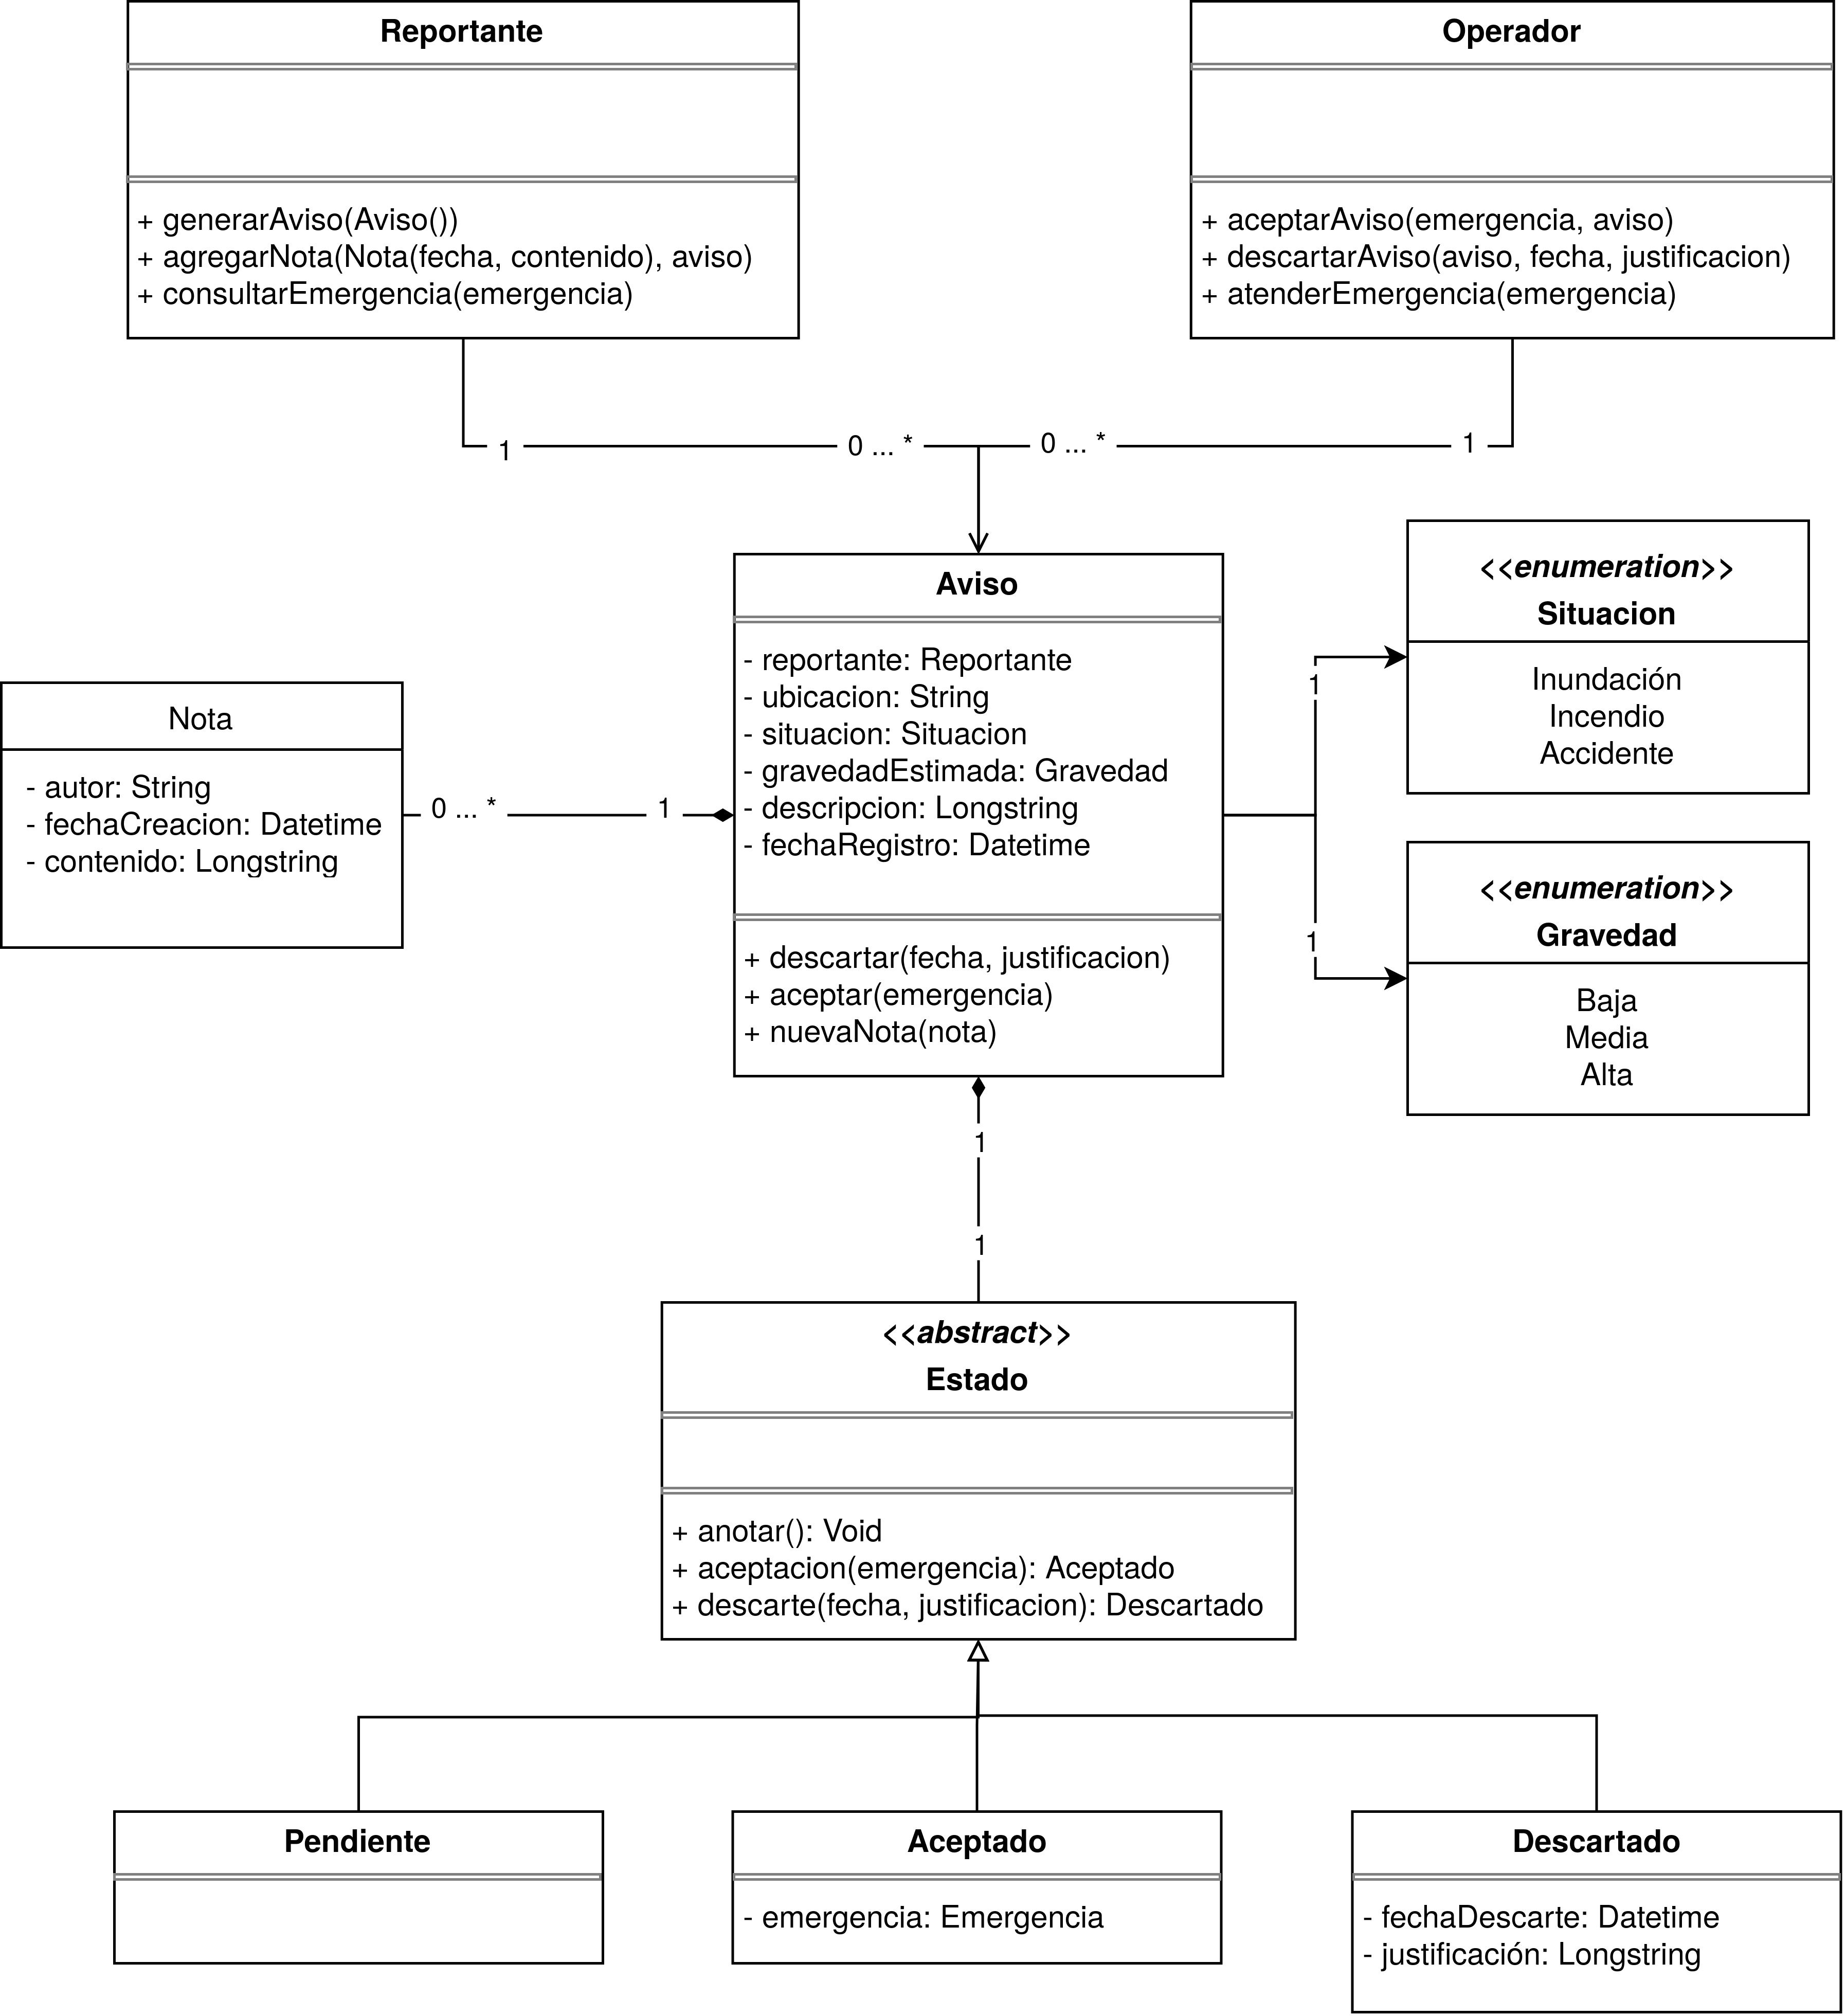 Reportante
+ generarAviso(Aviso())
+ agregarNota(Nota(fecha, contenido), aviso)
+ consultarEmergencia(emergencia)
Operador
+ aceptarAviso(emergencia, aviso)
+ descartarAviso(aviso, fecha, justificacion)
+ atenderEmergencia(emergencia)
1
0 ... *
0 ... *
1
Aviso
- reportante: Reportante
- ubicacion: String
- situacion: Situacion
- gravedadEstimada: Gravedad
- descripcion: Longstring
- fechaRegistro: Datetime
+ descartar(fecha, justificacion)
+ aceptar(emergencia)
+ nuevaNota(nota)
<<enumeration>>
Situacion
Inundación
Incendio
Accidente
1
Nota
- autor: String
- fechaCreacion: Datetime
- contenido: Longstring
0 ... *
1
<<enumeration>>
Gravedad
Baja
Media
Alta
1
1
1
<<abstract>>
Estado
+ anotar(): Void
+ aceptacion(emergencia): Aceptado
+ descarte(fecha, justificacion): Descartado
Pendiente
Aceptado
- emergencia: Emergencia
Descartado
- fechaDescarte: Datetime
- justificación: Longstring